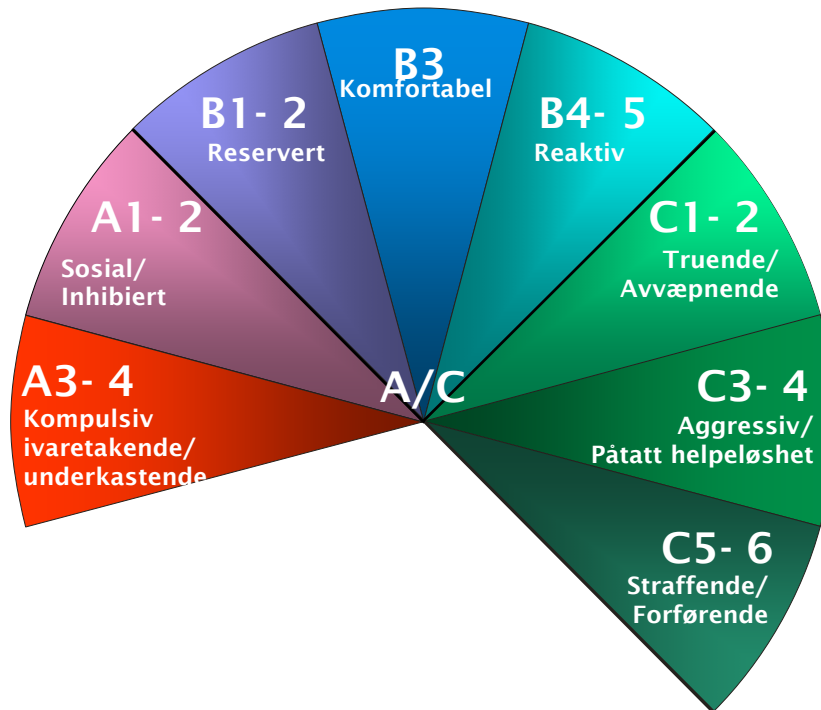 B3
Komfortabel
B1- 2
Reservert
B4- 5
Reaktiv
A1- 2
Sosial/
Inhibiert
C1- 2
Truende/
Avvæpnende
A/C
A3- 4
Kompulsiv
ivaretakende/
underkastende
C3- 4
Aggressiv/
Påtatt helpeløshet
C5- 6
Straffende/
Forførende